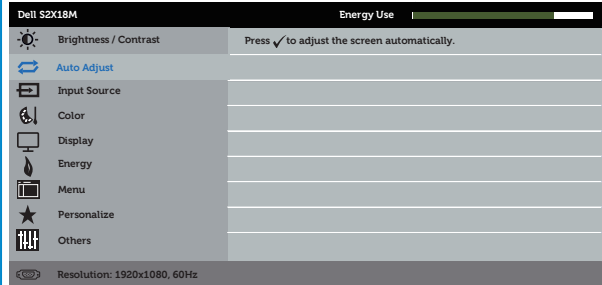 Dell S2X18M Energy Use
Brightness / Contrast Press ✓ to adjust the screen automatically.
Auto Adjust
Input Source
Color
Display
Energy
Menu
Personalize
Others
Resolution: 1920x1080, 60Hz